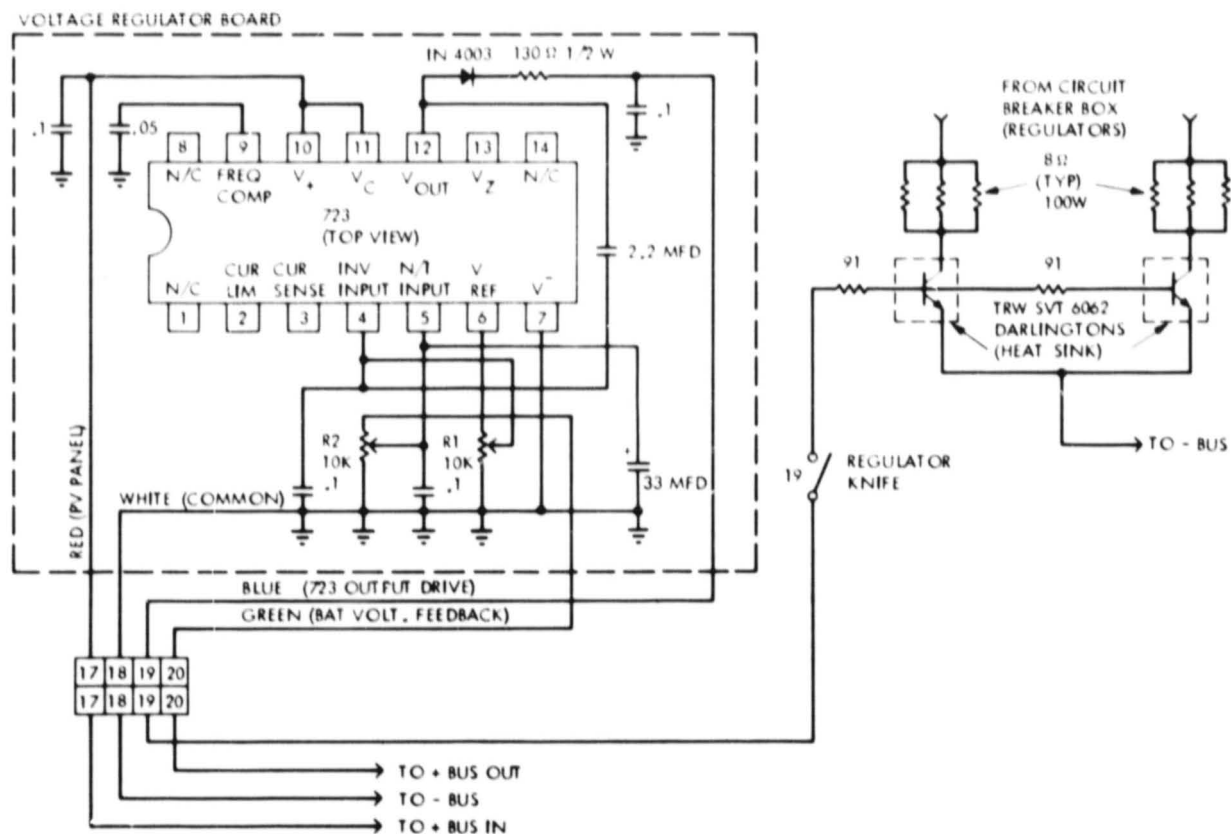 VOLTAGE REGULATOR BOARD
IN 4003
130 Ω 1/2 W
.1
.05
.1
8
9
10
11
12
13
14
N/C
FREQ
COMP
V+
VC
VOUT
VZ
N/C
723
(TOP VIEW)
N/C
CUR
LIM
CUR
SENSE
INV
INPUT
N/I
INPUT
V
REF
V-
1
2
3
4
5
6
7
2.2 MFD
R2
10K
R1
10K
.1
.1
+
33 MFD
WHITE (COMMON)
RED (PV PANEL)
BLUE (723 OUTPUT DRIVE)
GREEN (BAT VOLT. FEEDBACK)
17 18 19 20
17 18 19 20
TO + BUS OUT
TO - BUS
TO + BUS IN
FROM CIRCUIT
BREAKER BOX
(REGULATORS)
8 Ω
(TYP)
100W
91
91
TRW SVT 6062
DARLINGTONS
(HEAT SINK)
TO - BUS
19
REGULATOR
KNIFE